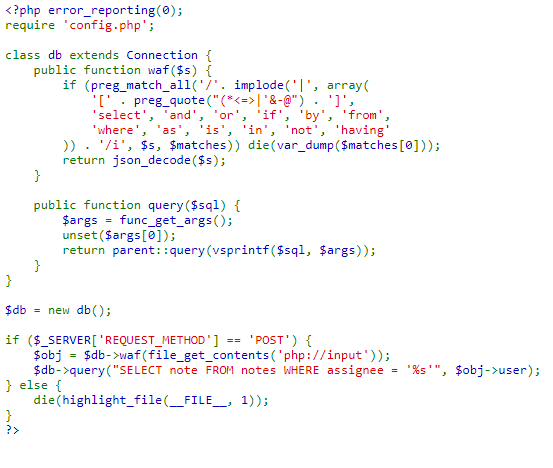 <?php error_reporting(0);
require 'config.php';

class db extends Connection {
    public function waf($s) {
        if (preg_match_all('/'. implode('|', array(
            '[' . preg_quote("(*<=>|'&-@") . ']',
            'select', 'and', 'or', 'if', 'by', 'from',
            'where', 'as', 'is', 'in', 'not', 'having'
        )) . '/i', $s, $matches)) die(var_dump($matches[0]));
        return json_decode($s);
    }

    public function query($sql) {
        $args = func_get_args();
        unset($args[0]);
        return parent::query(vsprintf($sql, $args));
    }
}

$db = new db();

if ($_SERVER['REQUEST_METHOD'] == 'POST') {
    $obj = $db->waf(file_get_contents('php://input'));
    $db->query("SELECT note FROM notes WHERE assignee = '%s'", $obj->user);
} else {
    die(highlight_file(__FILE__, 1));
}
?>